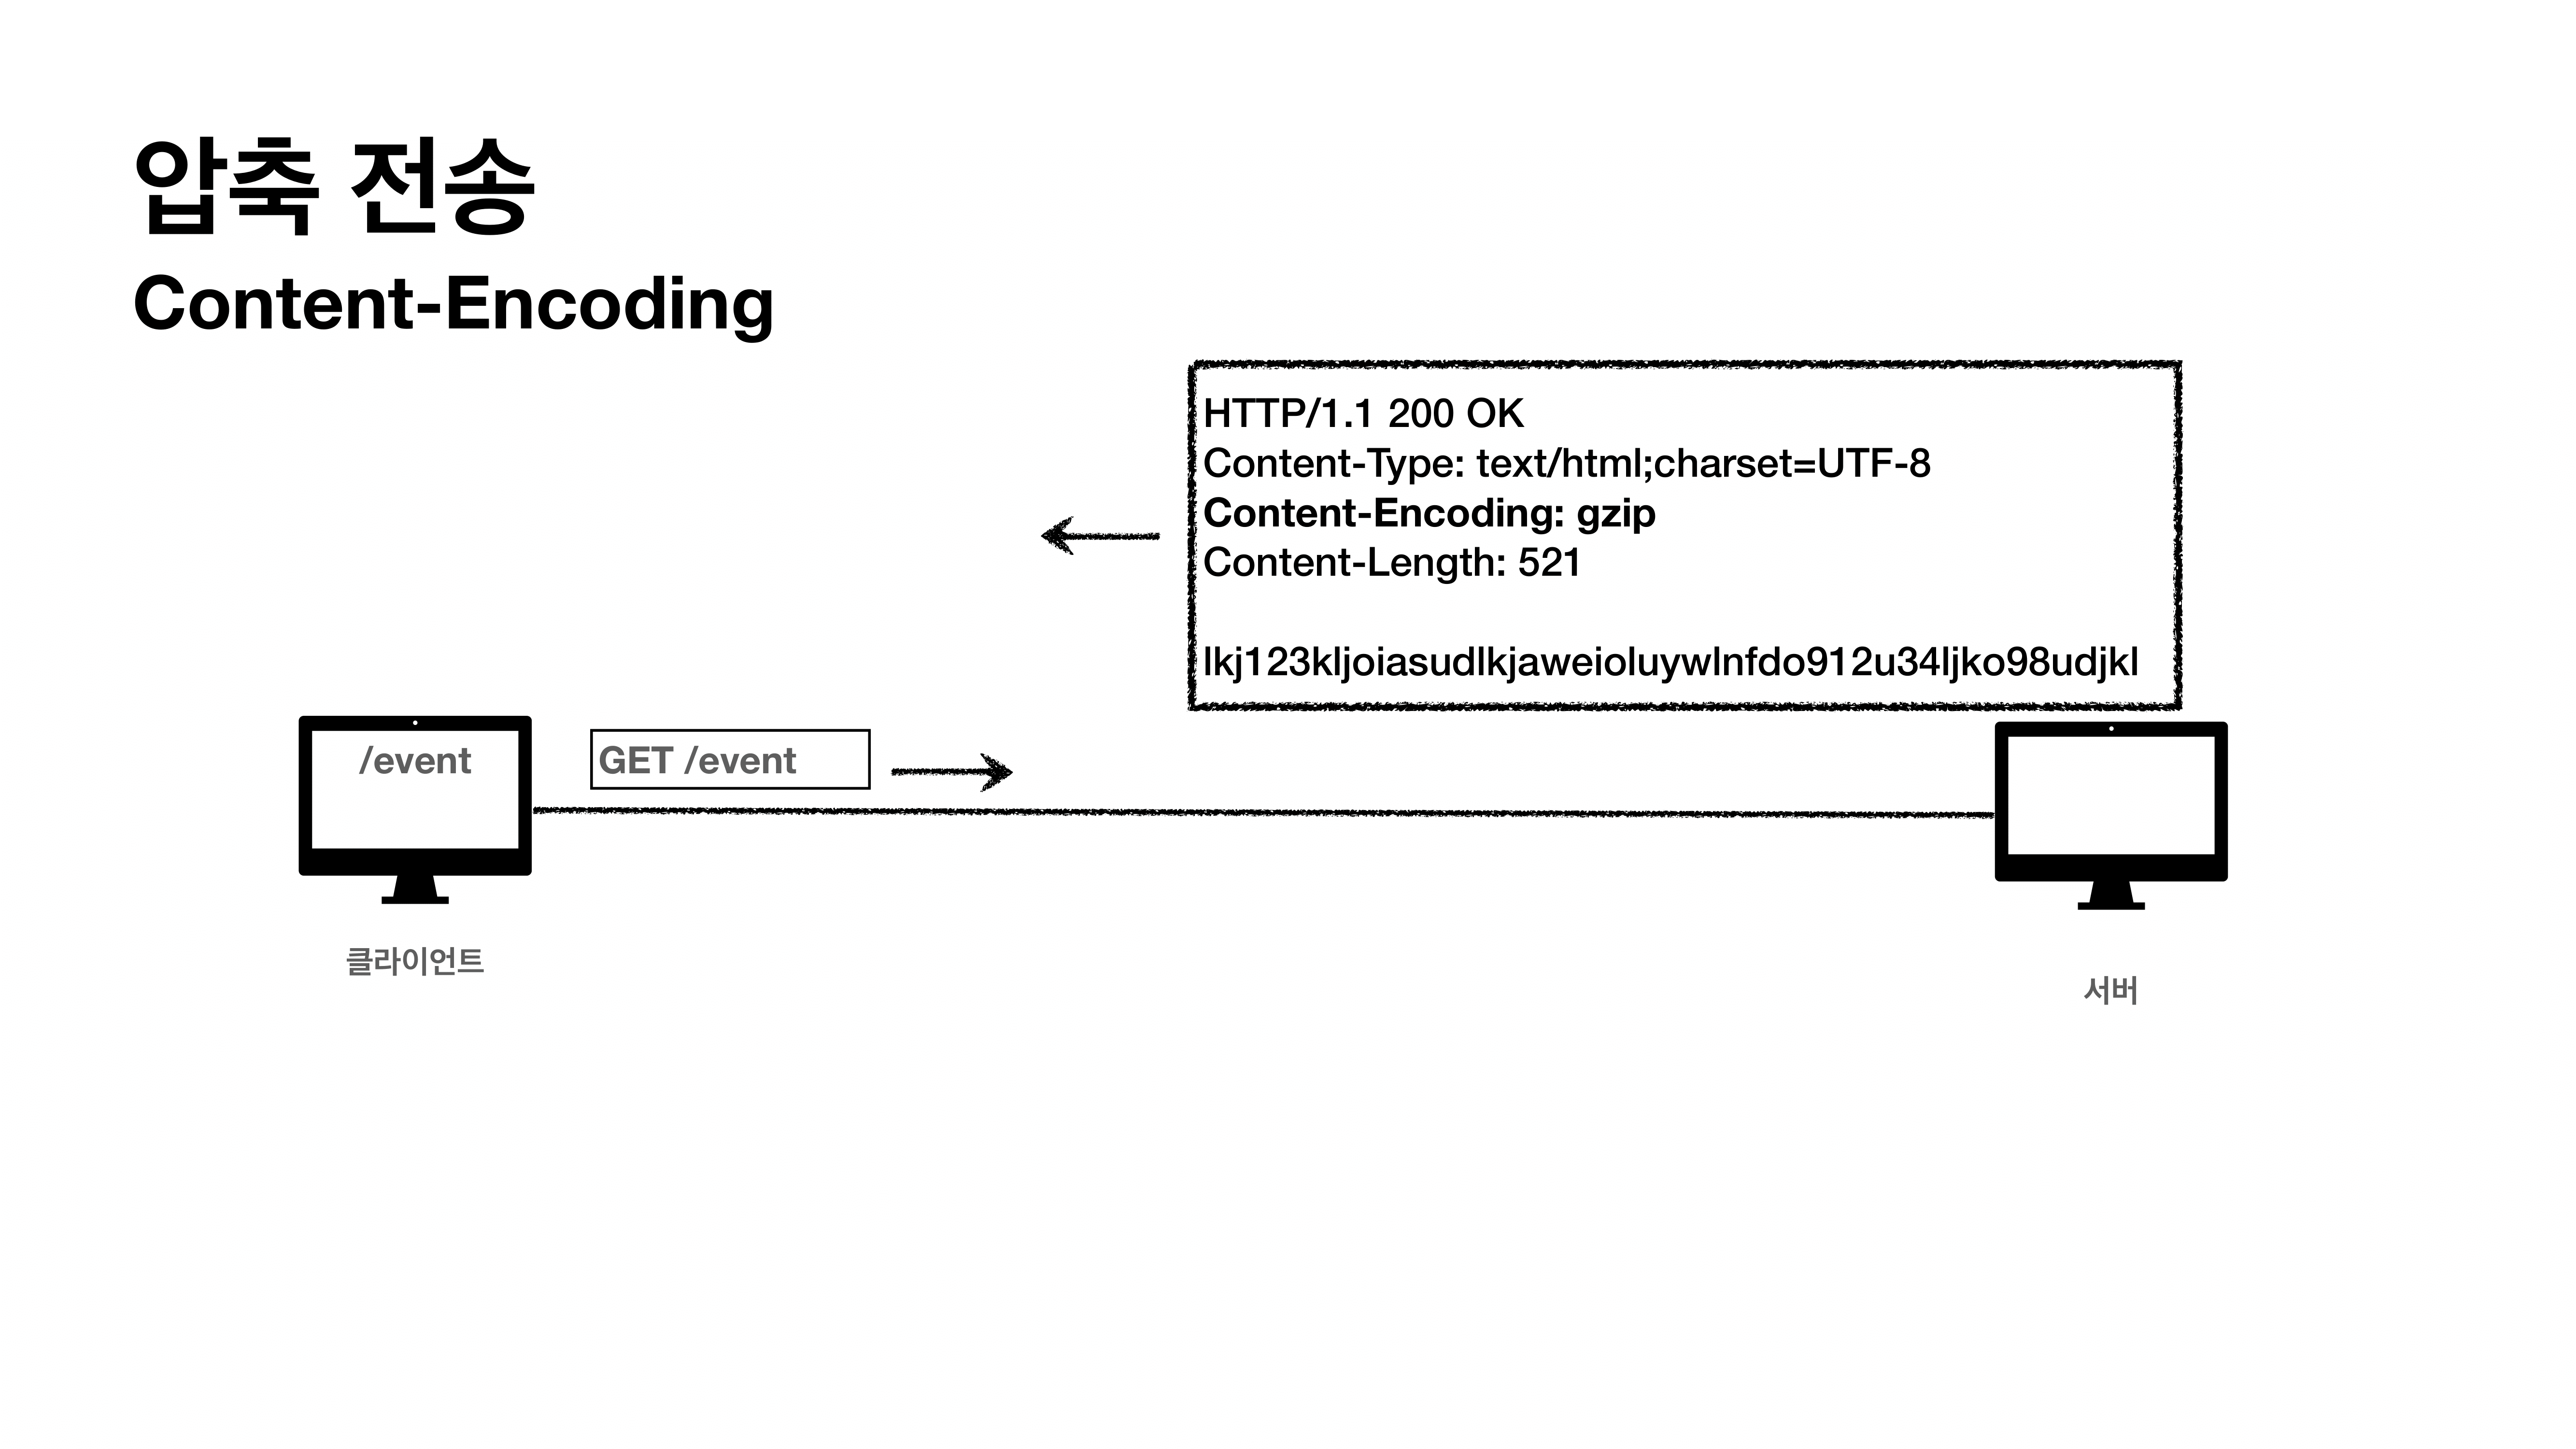 압축 전송
Content-Encoding
HTTP/1.1 200 OK
Content-Type: text/html;charset=UTF-8
Content-Encoding: gzip
Content-Length: 521
lkj123kljoiasudlkjaweioluywlnfdo912u34ljko98udjkl
/event
GET /event
클라이언트
서버